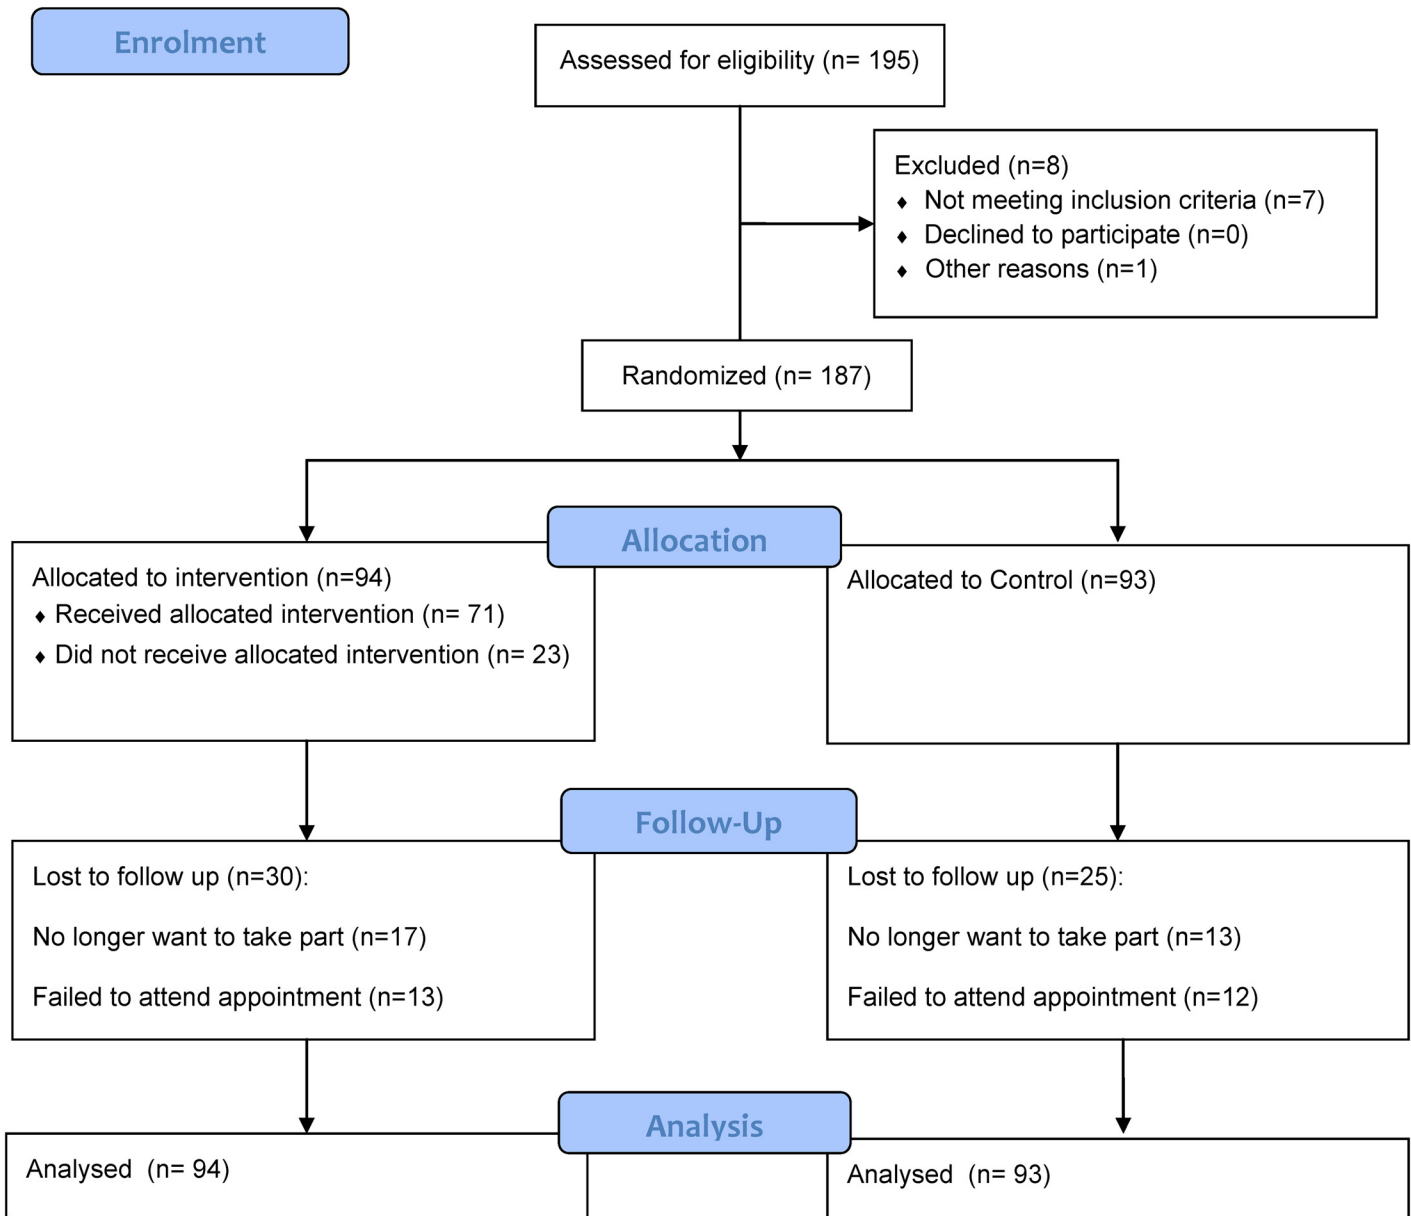 Enrolment
Assessed for eligibility (n= 195)
Excluded (n=8)
♦ Not meeting inclusion criteria (n=7)
♦ Declined to participate (n=0)
♦ Other reasons (n=1)
Randomized (n= 187)
Allocation
Allocated to intervention (n=94)
♦ Received allocated intervention (n= 71)
♦ Did not receive allocated intervention (n= 23)
Allocated to Control (n=93)
Follow-Up
Lost to follow up (n=30):
No longer want to take part (n=17)
Failed to attend appointment (n=13)
Lost to follow up (n=25):
No longer want to take part (n=13)
Failed to attend appointment (n=12)
Analysis
Analysed  (n= 94)
Analysed  (n= 93)